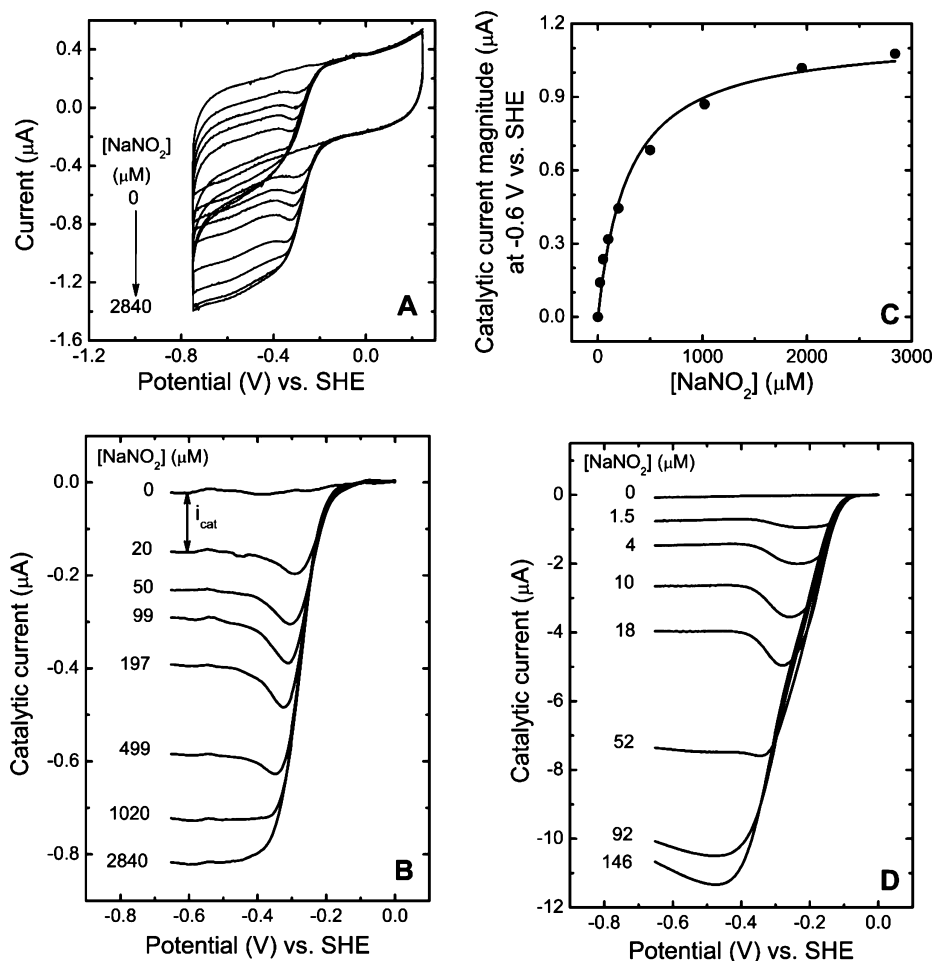 0.4
0.0
-0.4
-0.8
-1.2
-1.6
Current (μA)
[NaNO2]
(μM)
0
2840
A
-1.2 -0.8 -0.4 0.0
Potential (V) vs. SHE
Catalytic current magnitude (μA)
at -0.6 V vs. SHE
1.2
0.9
0.6
0.3
0.0
C
0 1000 2000 3000
[NaNO2] (μM)
[NaNO2] (μM)
0.0
-0.2
-0.4
-0.6
-0.8
Catalytic current (μA)
0
icat
20
50
99
197
499
1020
2840
B
-0.8 -0.6 -0.4 -0.2 0.0
Potential (V) vs. SHE
[NaNO2] (μM)
0
-2
-4
-6
-8
-10
-12
Catalytic current (μA)
0
1.5
4
10
18
52
92
146
D
-0.8 -0.6 -0.4 -0.2 0.0
Potential (V) vs. SHE